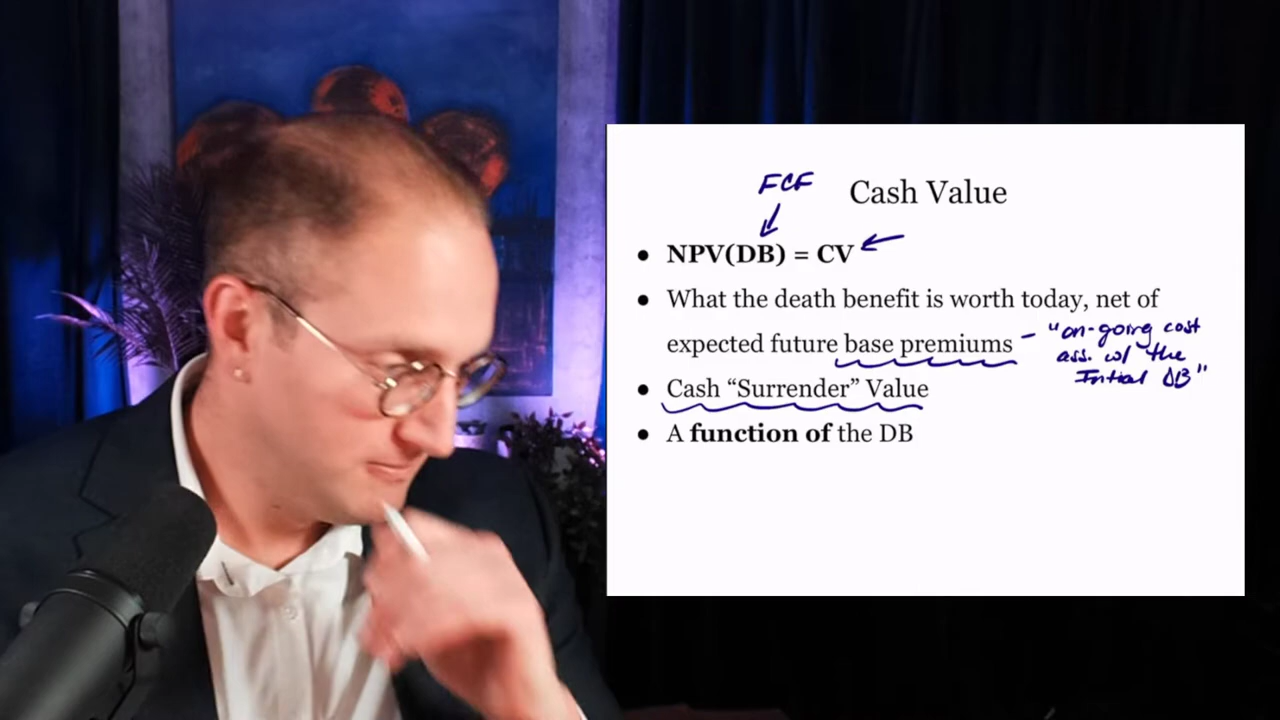 FCF
Cash Value
• NPV(DB) = CV
• What the death benefit is worth today, net of
expected future base premiums - "on-going cost
ass. w/ the
Initial DB"
• Cash “Surrender” Value
• A function of the DB